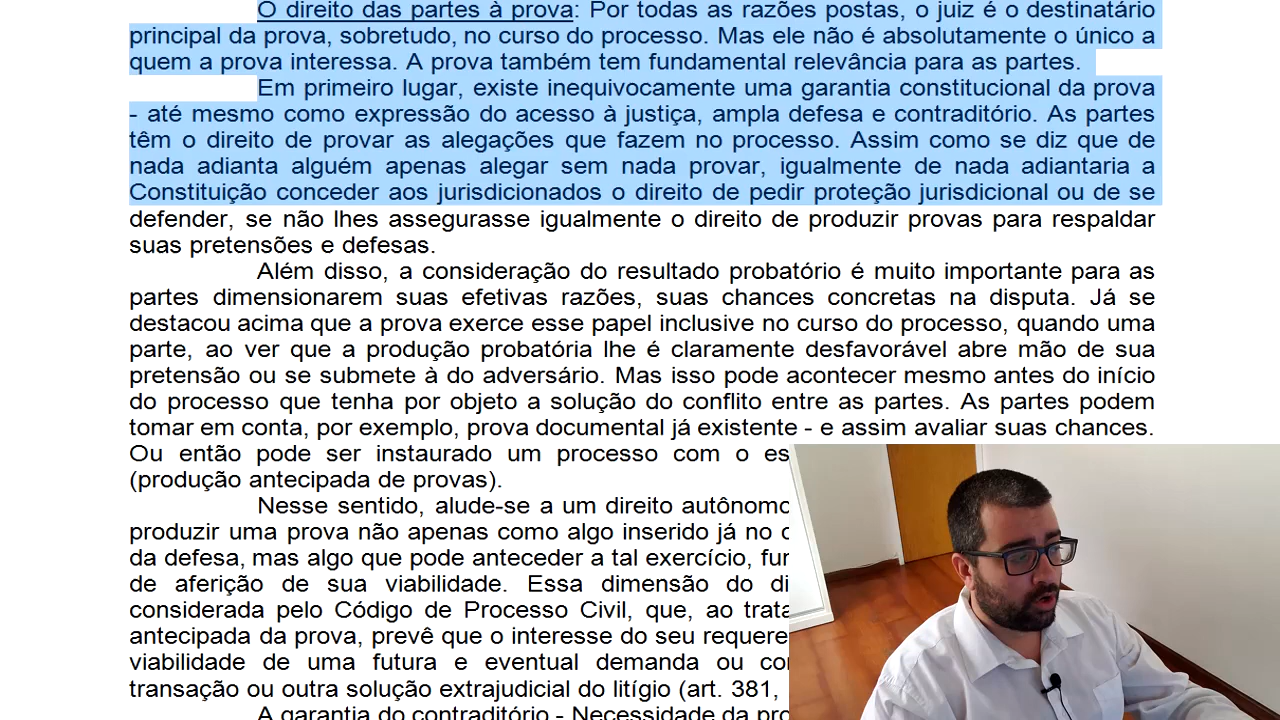 O direito das partes à prova: Por todas as razões postas, o juiz é o destinatário
principal da prova, sobretudo, no curso do processo. Mas ele não é absolutamente o único a
quem a prova interessa. A prova também tem fundamental relevância para as partes.
Em primeiro lugar, existe inequivocamente uma garantia constitucional da prova
- até mesmo como expressão do acesso à justiça, ampla defesa e contraditório. As partes
têm o direito de provar as alegações que fazem no processo. Assim como se diz que de
nada adianta alguém apenas alegar sem nada provar, igualmente de nada adiantaria a
Constituição conceder aos jurisdicionados o direito de pedir proteção jurisdicional ou de se
defender, se não lhes assegurasse igualmente o direito de produzir provas para respaldar
suas pretensões e defesas.
Além disso, a consideração do resultado probatório é muito importante para as
partes dimensionarem suas efetivas razões, suas chances concretas na disputa. Já se
destacou acima que a prova exerce esse papel inclusive no curso do processo, quando uma
parte, ao ver que a produção probatória lhe é claramente desfavorável abre mão de sua
pretensão ou se submete à do adversário. Mas isso pode acontecer mesmo antes do início
do processo que tenha por objeto a solução do conflito entre as partes. As partes podem
tomar em conta, por exemplo, prova documental já existente - e assim avaliar suas chances.
Ou então pode ser instaurado um processo com o es
(produção antecipada de provas).
Nesse sentido, alude-se a um direito autônomo
produzir uma prova não apenas como algo inserido já no
da defesa, mas algo que pode anteceder a tal exercício, fun
de aferição de sua viabilidade. Essa dimensão do di
considerada pelo Código de Processo Civil, que, ao trata
antecipada da prova, prevê que o interesse do seu requere
viabilidade de uma futura e eventual demanda ou con
transação ou outra solução extrajudicial do litígio (art. 381,
A garantia do contraditório - Necessidade da pro